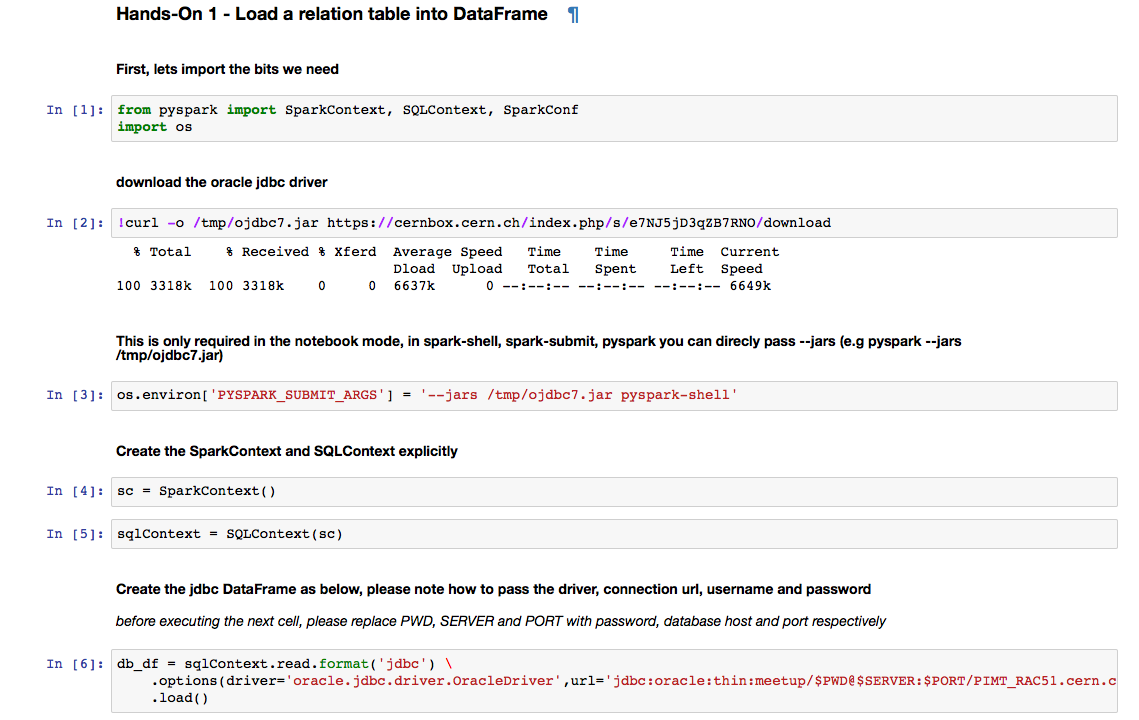 Hands-On 1 - Load a relation table into DataFrame ¶
First, lets import the bits we need
In [1]: from pyspark import SparkContext, SQLContext, SparkConf
import os
download the oracle jdbc driver
In [2]: !curl -o /tmp/ojdbc7.jar https://cernbox.cern.ch/index.php/s/e7NJ5jD3qZB7RNO/download
% Total % Received % Xferd Average Speed Time Time Time Current
Dload Upload Total Spent Left Speed
100 3318k 100 3318k 0 0 6637k 0 --:--:-- --:--:-- --:--:-- 6649k
This is only required in the notebook mode, in spark-shell, spark-submit, pyspark you can direcly pass --jars (e.g pyspark --jars
/tmp/ojdbc7.jar)
In [3]: os.environ['PYSPARK_SUBMIT_ARGS'] = '--jars /tmp/ojdbc7.jar pyspark-shell'
Create the SparkContext and SQLContext explicitly
In [4]: sc = SparkContext()
In [5]: sqlContext = SQLContext(sc)
Create the jdbc DataFrame as below, please note how to pass the driver, connection url, username and password
before executing the next cell, please replace PWD, SERVER and PORT with password, database host and port respectively
In [6]: db_df = sqlContext.read.format('jdbc') \
.options(driver='oracle.jdbc.driver.OracleDriver',url='jdbc:oracle:thin:meetup/$PWD@$SERVER:$PORT/PIMT_RAC51.cern.c
.load()